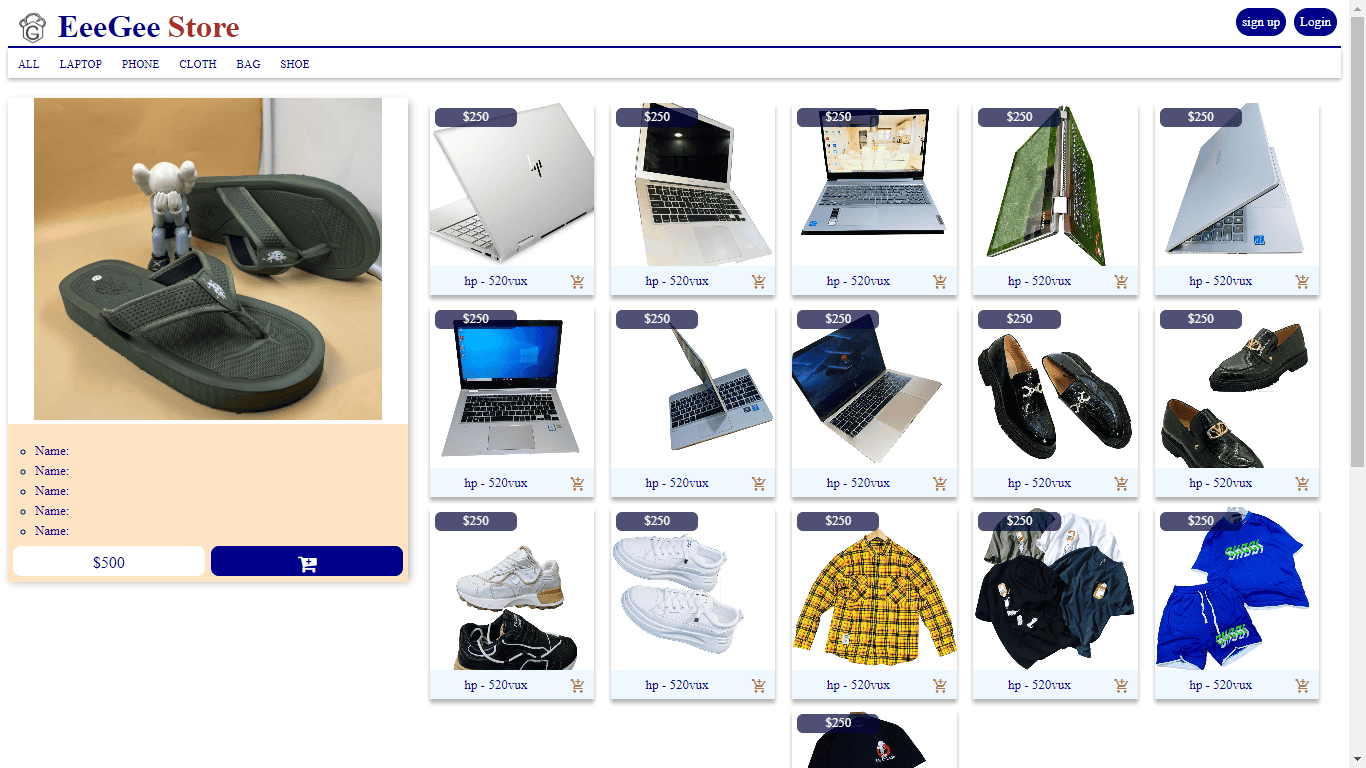 EeeGee Store
sign up
Login
ALL
LAPTOP
PHONE
CLOTH
BAG
SHOE
Name:
Name:
Name:
Name:
Name:
$500
$250
$250
$250
$250
$250
hp - 520vux
hp - 520vux
hp - 520vux
hp - 520vux
hp - 520vux
$250
$250
$250
$250
$250
hp - 520vux
hp - 520vux
hp - 520vux
hp - 520vux
hp - 520vux
$250
$250
$250
$250
$250
hp - 520vux
hp - 520vux
hp - 520vux
hp - 520vux
hp - 520vux
$250